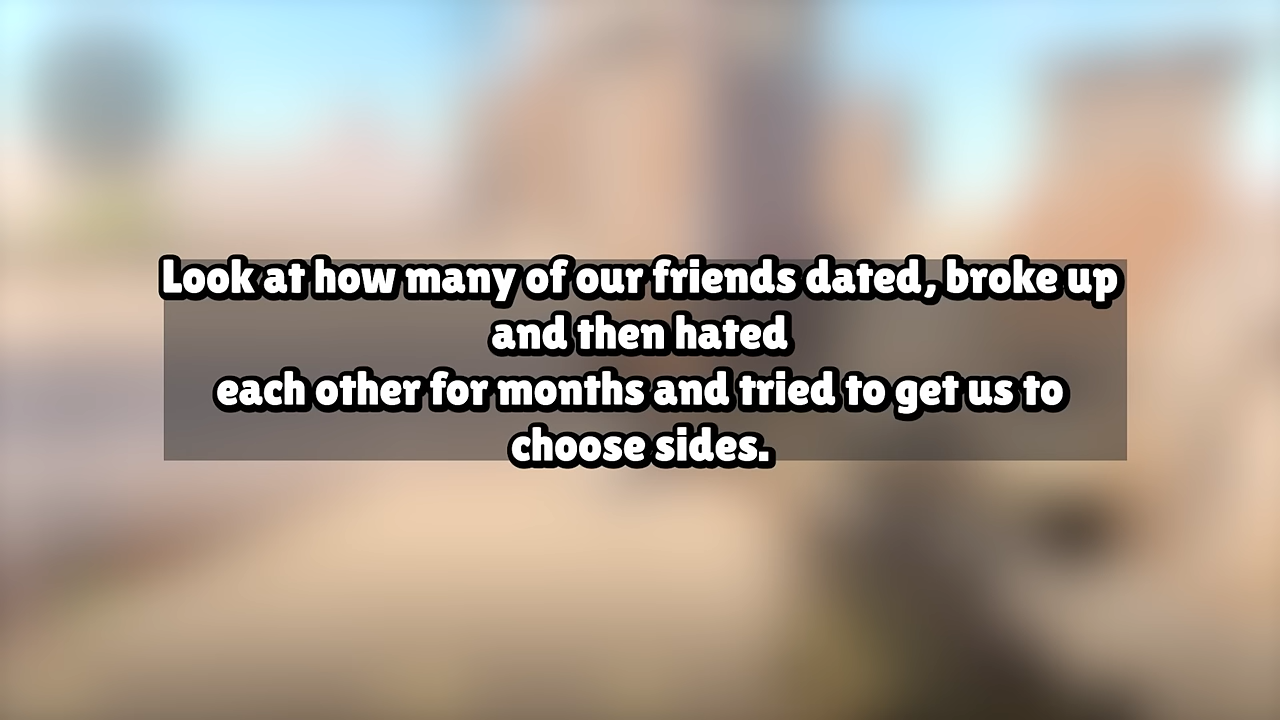 Look at how many of our friends dated, broke up
and then hated
each other for months and tried to get us to
choose sides.